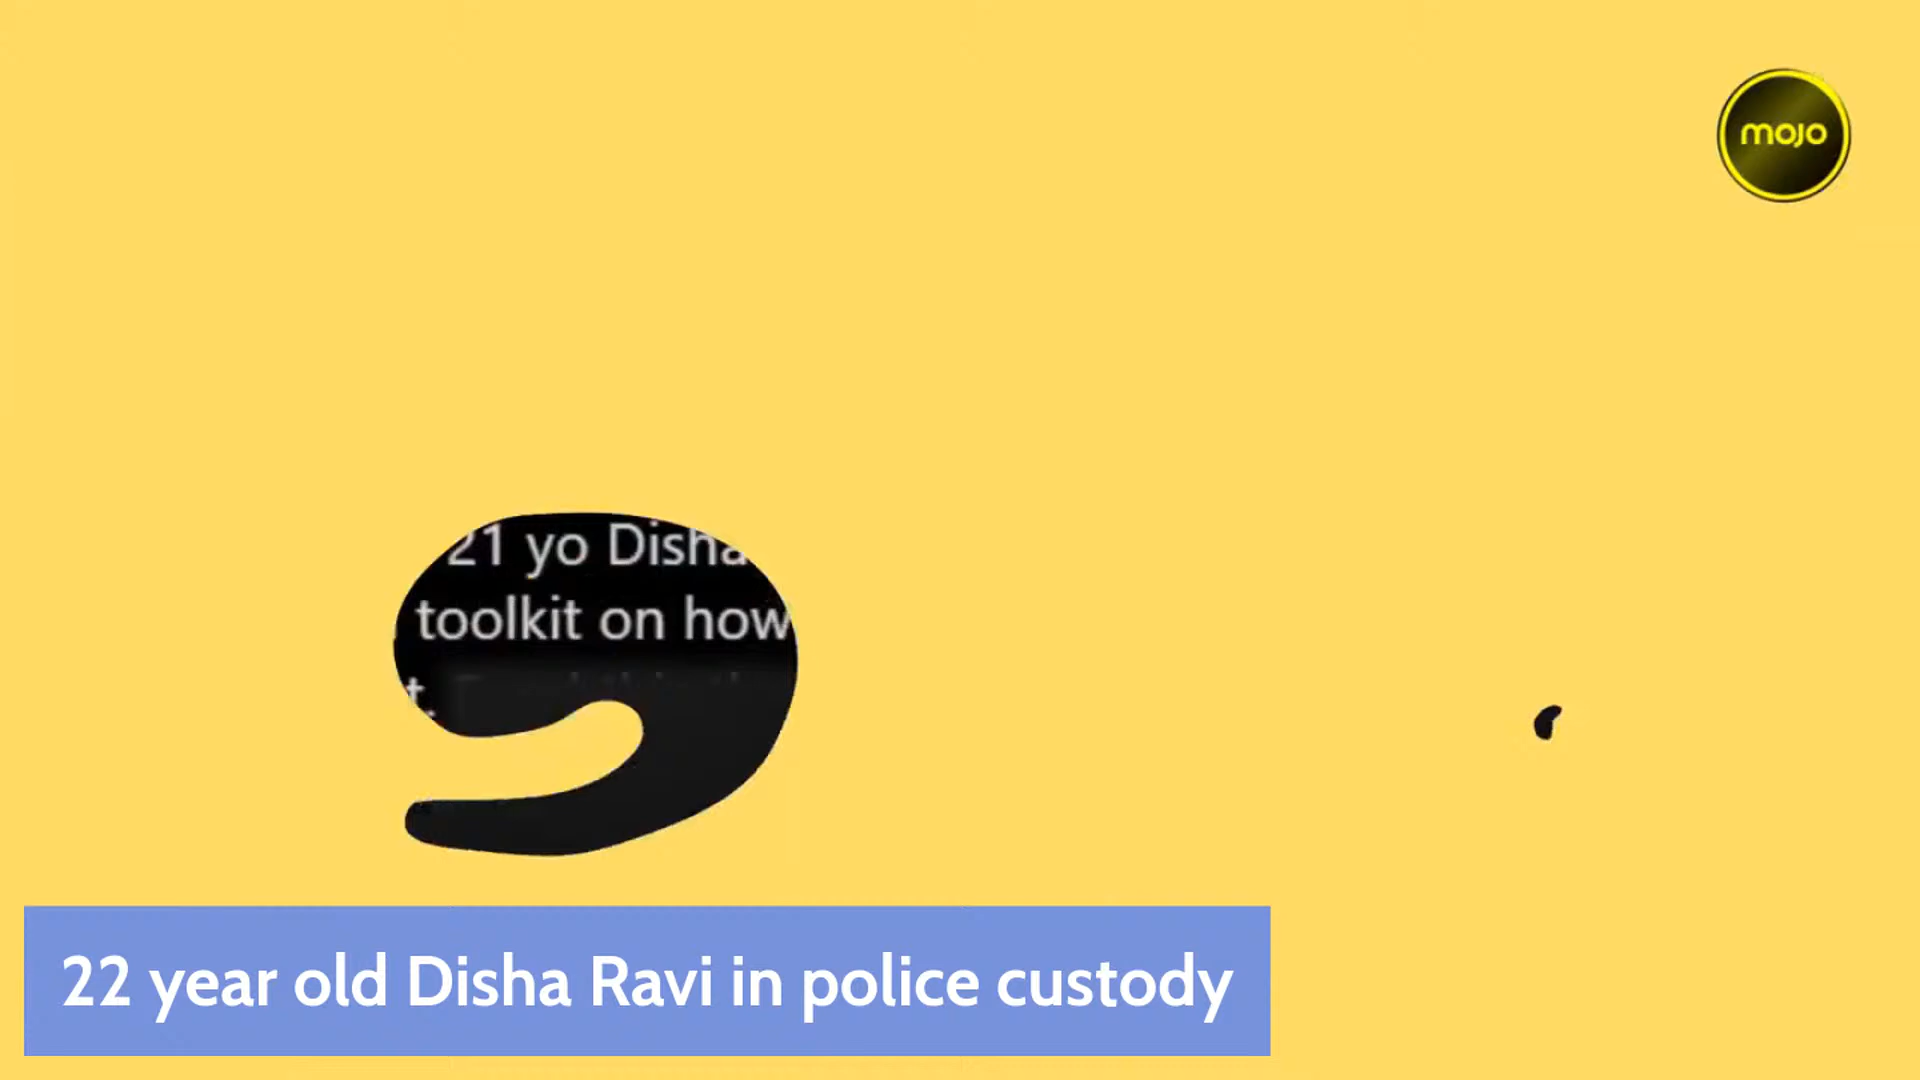 mojo
21 yo Disha
toolkit on how
t.
22 year old Disha Ravi in police custody